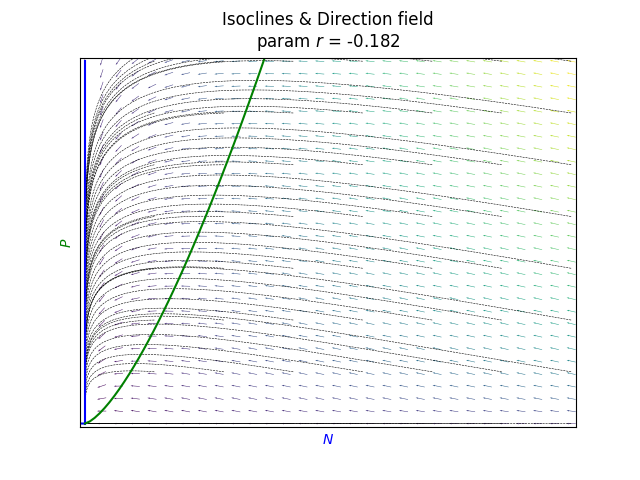 Isoclines & Direction field
param r = -0.182
P
N